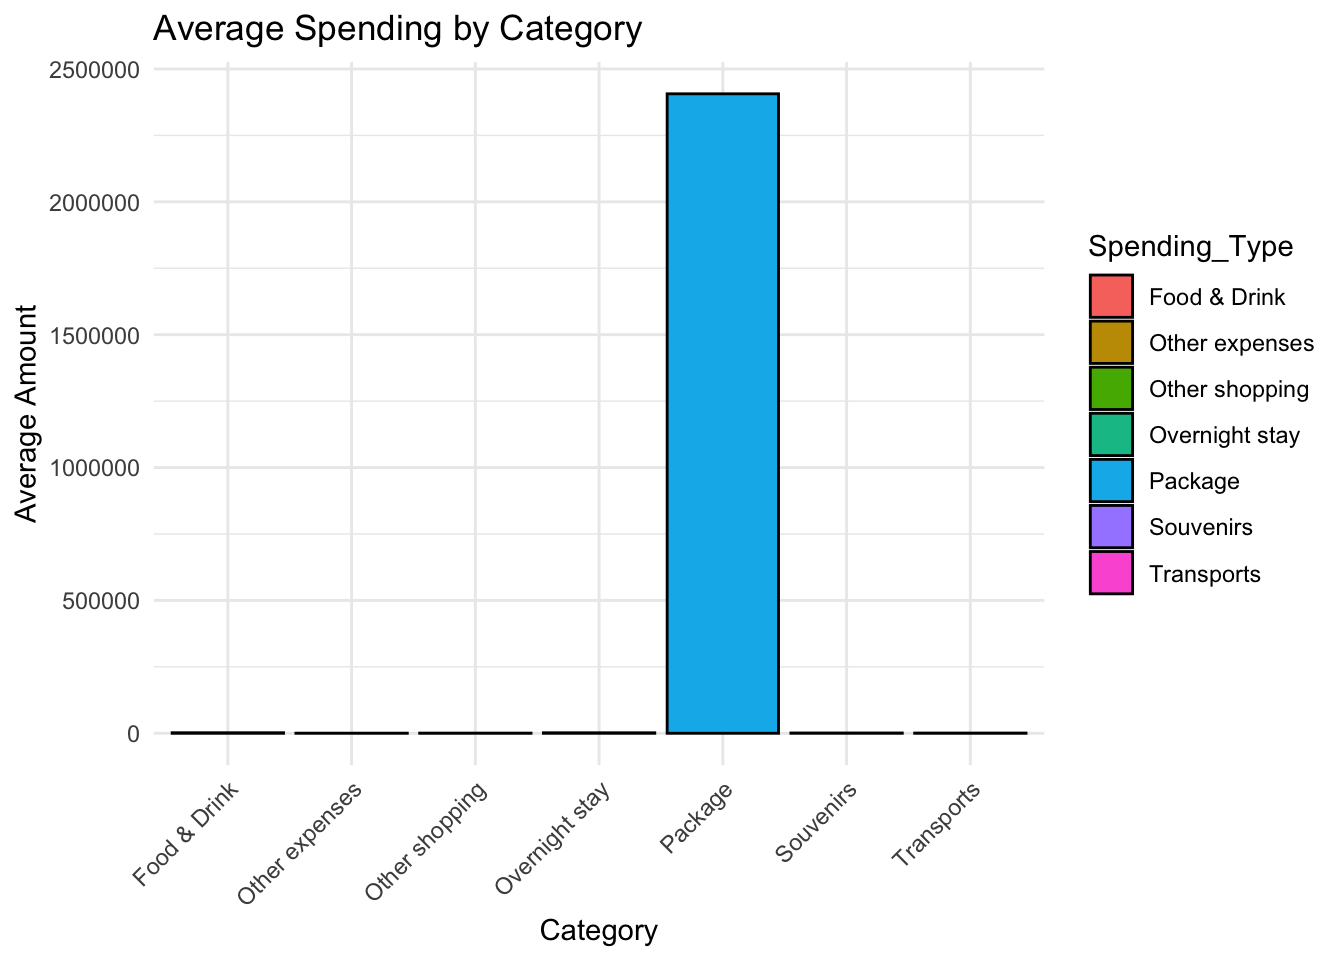 Average Spending by Category
2500000
2000000
1500000
1000000
500000
0
Average Amount
Food & Drink
Other expenses
Other shopping
Overnight stay
Package
Souvenirs
Transports
Category
Spending_Type
Food & Drink
Other expenses
Other shopping
Overnight stay
Package
Souvenirs
Transports